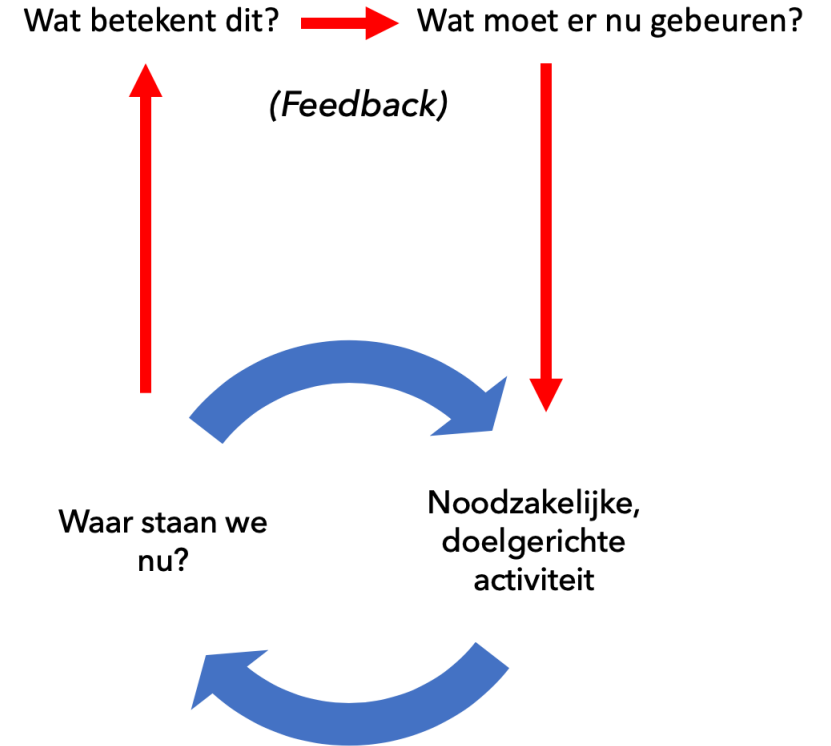 Wat betekent dit?
Wat moet er nu gebeuren?
(Feedback)
Waar staan we
nu?
Noodzakelijke,
doelgerichte
activiteit